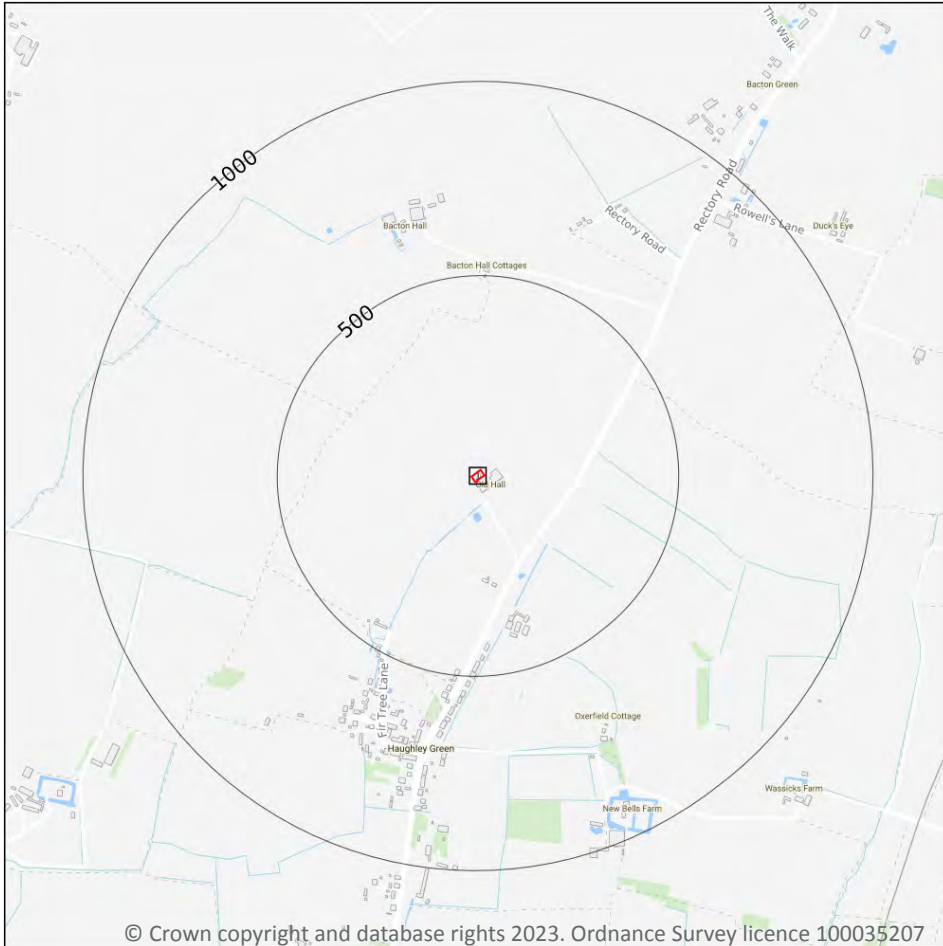 The Walk
Bacton Green
1000
Rectory Road
Rectory Road
Rowell's Lane
Duck's Eye
Bacton Hall
Bacton Hall Cottages
500
Old Hall
Fir Tree Lane
Oxerfield Cottage
Haughley Green
Wassicks Farm
New Bells Farm
© Crown copyright and database rights 2023. Ordnance Survey licence 100035207